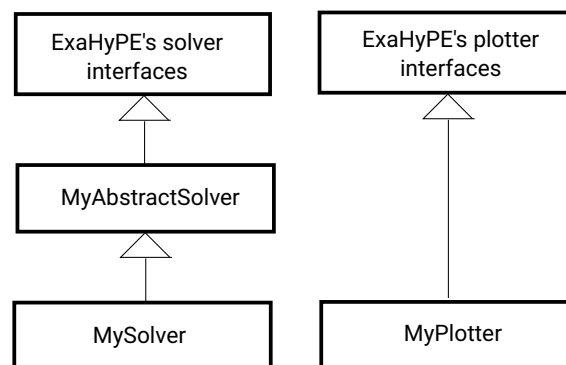 ExaHyPE's solver
interfaces
ExaHyPE's plotter
interfaces
MyAbstractSolver
MySolver
MyPlotter